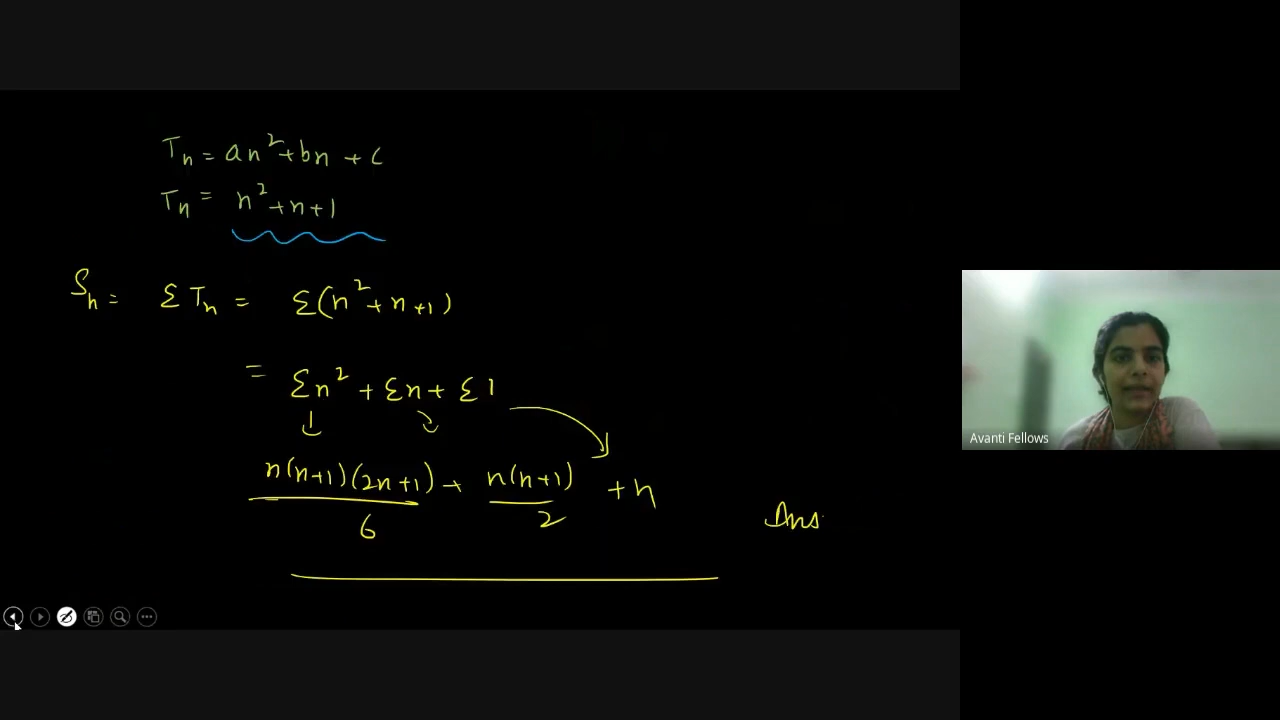 Tn = an²+bn + c
Tn = n²+n+1
Sn = ΣTn = Σ(n²+n+1)
= Σn² + Σn + Σ1
n(n+1)(2n+1)/6 + n(n+1)/2 + n
Ans
Avanti Fellows